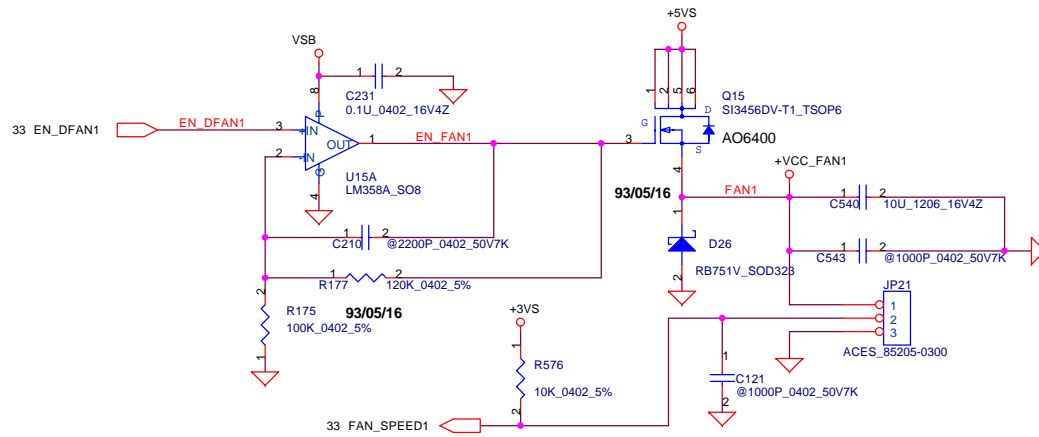 +5VS
VSB
8
1 2
C231
0.1U_0402_16V4Z
1 2 5 6
Q15
SI3456DV-T1_TSOP6
D
G
S
AO6400
33 EN_DFAN1
EN_DFAN1
3
+IN
P
OUT
1
EN_FAN1
3
2
-IN
G
4
U15A
LM358A_SO8
4
93/05/16
FAN1
+VCC_FAN1
1 2
C540
10U_1206_16V4Z
1 2
C210
@2200P_0402_50V7K
1
D26
RB751V_SOD323
2
1 2
C543
@1000P_0402_50V7K
1 2
R177
120K_0402_5%
93/05/16
2
R175
100K_0402_5%
1
+3VS
JP21
1
2
3
ACES_85205-0300
1
R576
10K_0402_5%
2
1
C121
@1000P_0402_50V7K
2
33 FAN_SPEED1